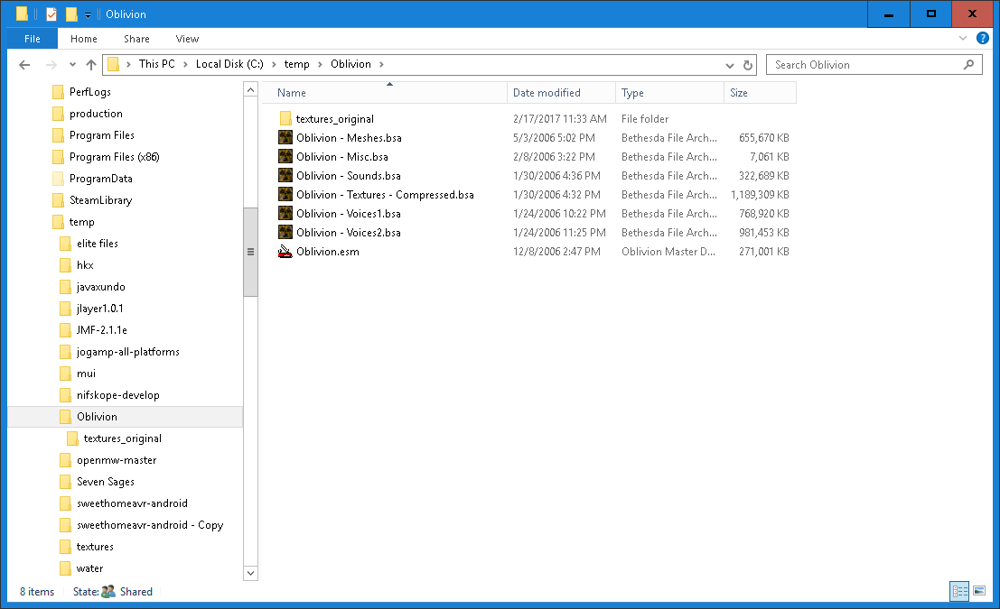 Oblivion
File Home Share View
This PC Local Disk (C:) temp Oblivion Search Oblivion
PerfLogs
production
Program Files
Program Files (x86)
ProgramData
SteamLibrary
temp
elite files
hkx
javaxundo
jlayer1.0.1
JMF-2.1.1e
jogamp-all-platforms
mui
nifskope-develop
Oblivion
textures_original
openmw-master
Seven Sages
sweethomeavr-android
sweethomeavr-android - Copy
textures
water
Name Date modified Type Size
textures_original 2/17/2017 11:33 AM File folder
Oblivion - Meshes.bsa 5/3/2006 5:02 PM Bethesda File Arch... 655,670 KB
Oblivion - Misc.bsa 2/8/2006 3:22 PM Bethesda File Arch... 7,061 KB
Oblivion - Sounds.bsa 1/30/2006 4:36 PM Bethesda File Arch... 322,689 KB
Oblivion - Textures - Compressed.bsa 1/30/2006 4:32 PM Bethesda File Arch... 1,189,309 KB
Oblivion - Voices1.bsa 1/24/2006 10:22 PM Bethesda File Arch... 768,920 KB
Oblivion - Voices2.bsa 1/24/2006 11:25 PM Bethesda File Arch... 981,453 KB
Oblivion.esm 12/8/2006 2:47 PM Oblivion Master D... 271,001 KB
8 items State: Shared